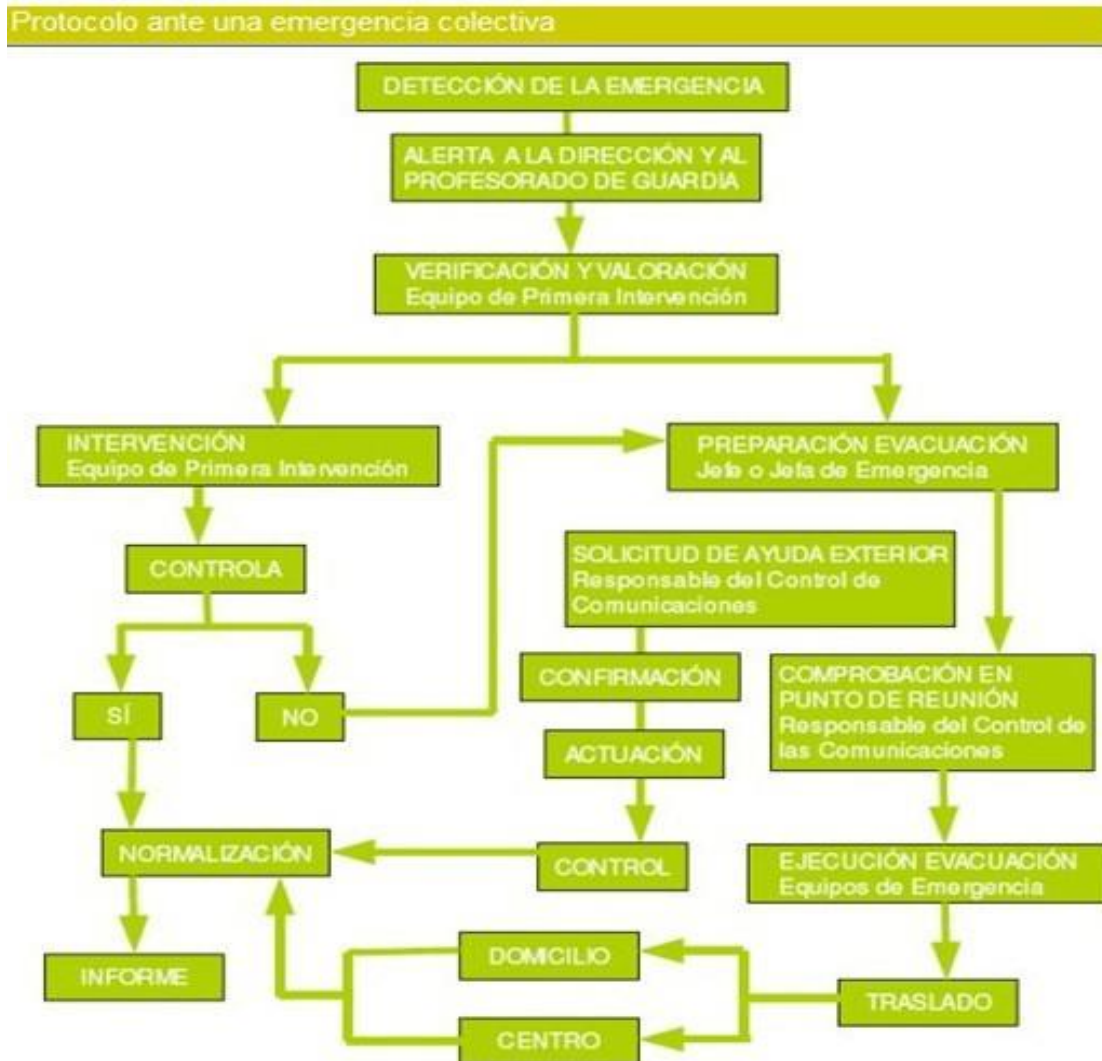 Protocolo ante una emergencia colectiva
DETECCIÓN DE LA EMERGENCIA
ALERTA A LA DIRECCIÓN Y AL
PROFESORADO DE GUARDIA
VERIFICACIÓN Y VALORACIÓN
Equipo de Primera Intervención
INTERVENCIÓN
Equipo de Primera Intervención
PREPARACIÓN EVACUACIÓN
Jefe o Jefa de Emergencia
CONTROLA
SOLICITUD DE AYUDA EXTERIOR
Responsable del Control de
Comunicaciones
SÍ
NO
CONFIRMACIÓN
COMPROBACIÓN EN
PUNTO DE REUNIÓN
Responsable del Control de
las Comunicaciones
ACTUACIÓN
NORMALIZACIÓN
CONTROL
EJECUCIÓN EVACUACIÓN
Equipos de Emergencia
INFORME
DOMICILIO
TRASLADO
CENTRO